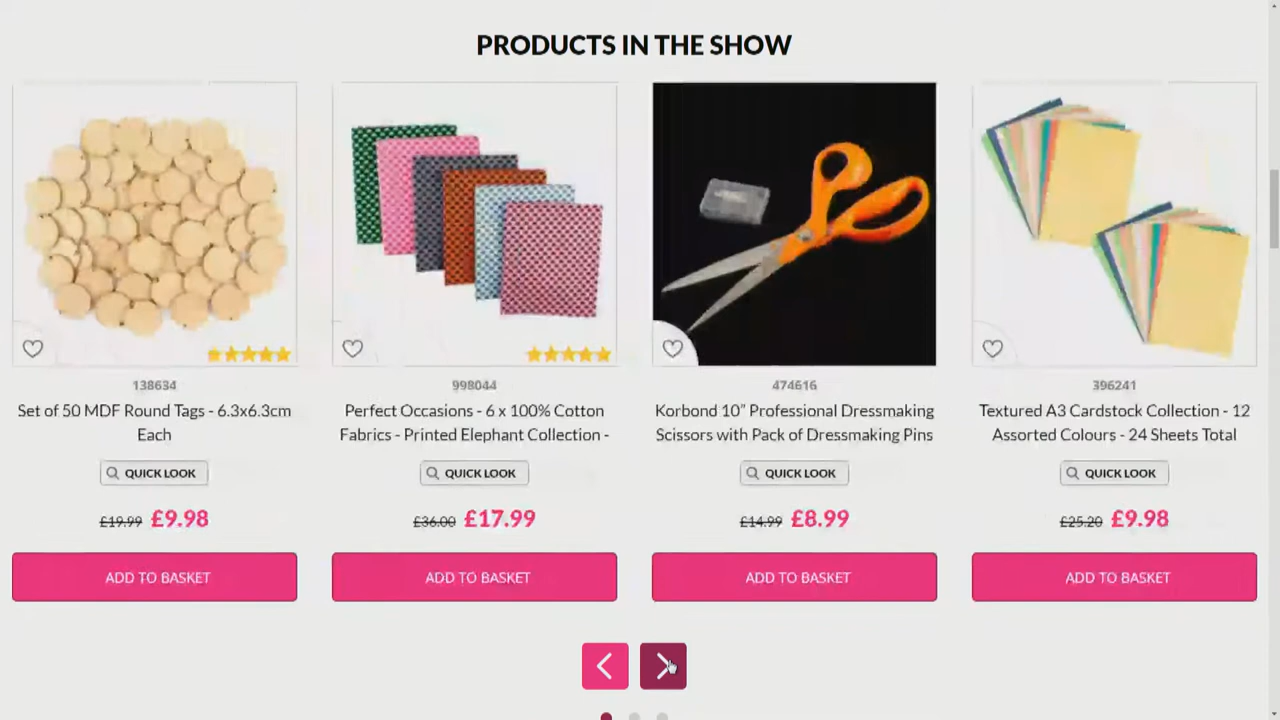 PRODUCTS IN THE SHOW
138634
Set of 50 MDF Round Tags - 6.3x6.3cm
Each
QUICK LOOK
£19.99 £9.98
ADD TO BASKET
998044
Perfect Occasions - 6 x 100% Cotton
Fabrics - Printed Elephant Collection -
QUICK LOOK
£36.00 £17.99
ADD TO BASKET
474616
Korbond 10” Professional Dressmaking
Scissors with Pack of Dressmaking Pins
QUICK LOOK
£14.99 £8.99
ADD TO BASKET
396241
Textured A3 Cardstock Collection - 12
Assorted Colours - 24 Sheets Total
QUICK LOOK
£25.20 £9.98
ADD TO BASKET